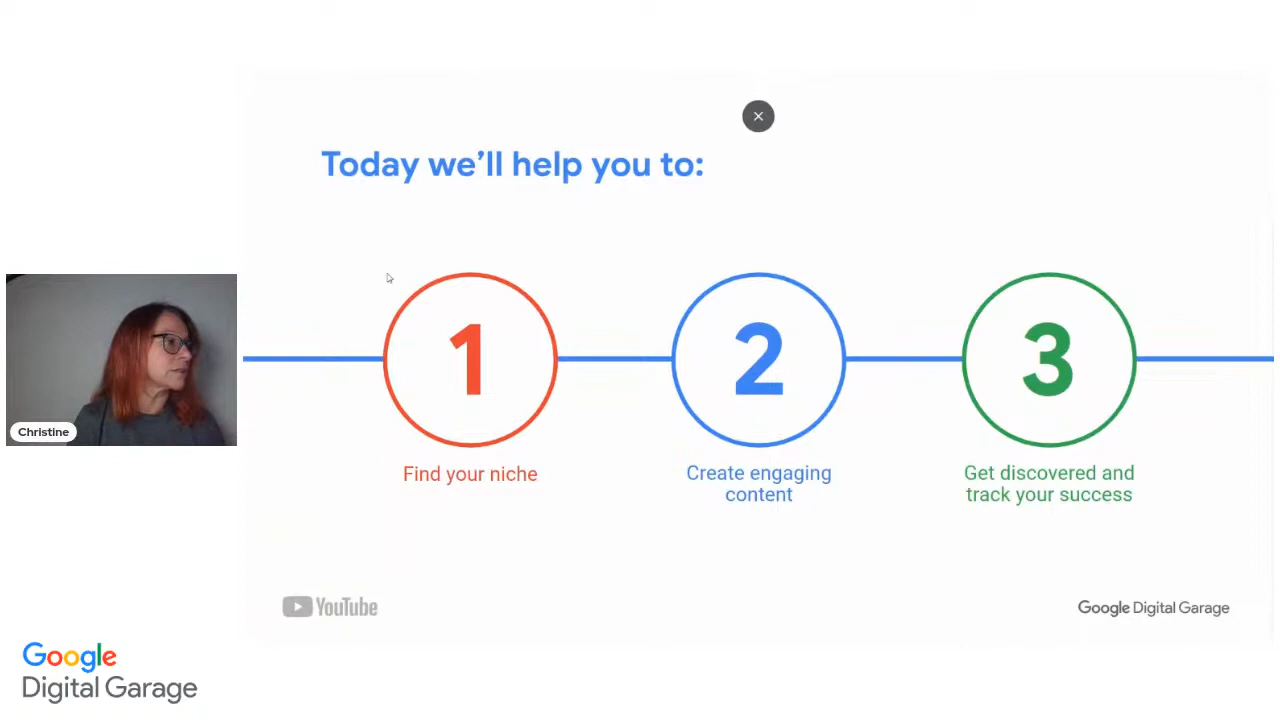 Today we'll help you to:
1
2
3
Find your niche
Create engaging
content
Get discovered and
track your success
Christine
YouTube
Google Digital Garage
Google
Digital Garage